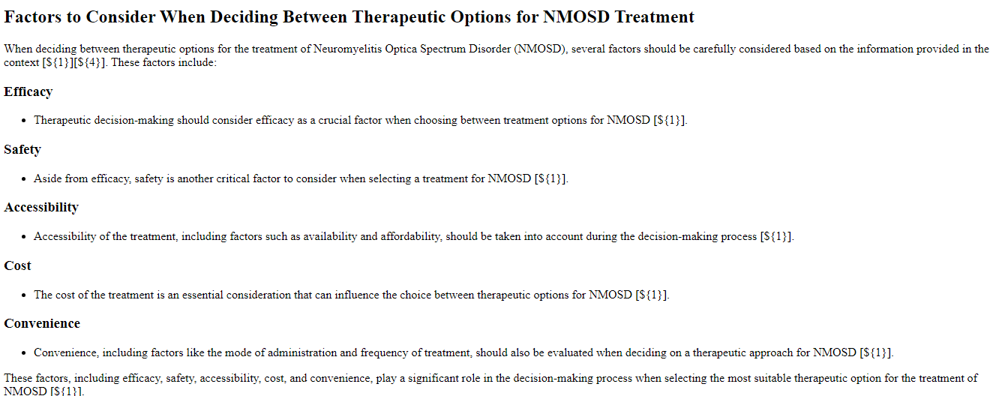 Factors to Consider When Deciding Between Therapeutic Options for NMOSD Treatment
When deciding between therapeutic options for the treatment of Neuromyelitis Optica Spectrum Disorder (NMOSD), several factors should be carefully considered based on the information provided in the
context [${1}][${4}]. These factors include:
Efficacy
• Therapeutic decision-making should consider efficacy as a crucial factor when choosing between treatment options for NMOSD [${1}].
Safety
• Aside from efficacy, safety is another critical factor to consider when selecting a treatment for NMOSD [${1}].
Accessibility
• Accessibility of the treatment, including factors such as availability and affordability, should be taken into account during the decision-making process [${1}].
Cost
• The cost of the treatment is an essential consideration that can influence the choice between therapeutic options for NMOSD [${1}].
Convenience
• Convenience, including factors like the mode of administration and frequency of treatment, should also be evaluated when deciding on a therapeutic approach for NMOSD [${1}].
These factors, including efficacy, safety, accessibility, cost, and convenience, play a significant role in the decision-making process when selecting the most suitable therapeutic option for the treatment of
NMOSD [${1}].